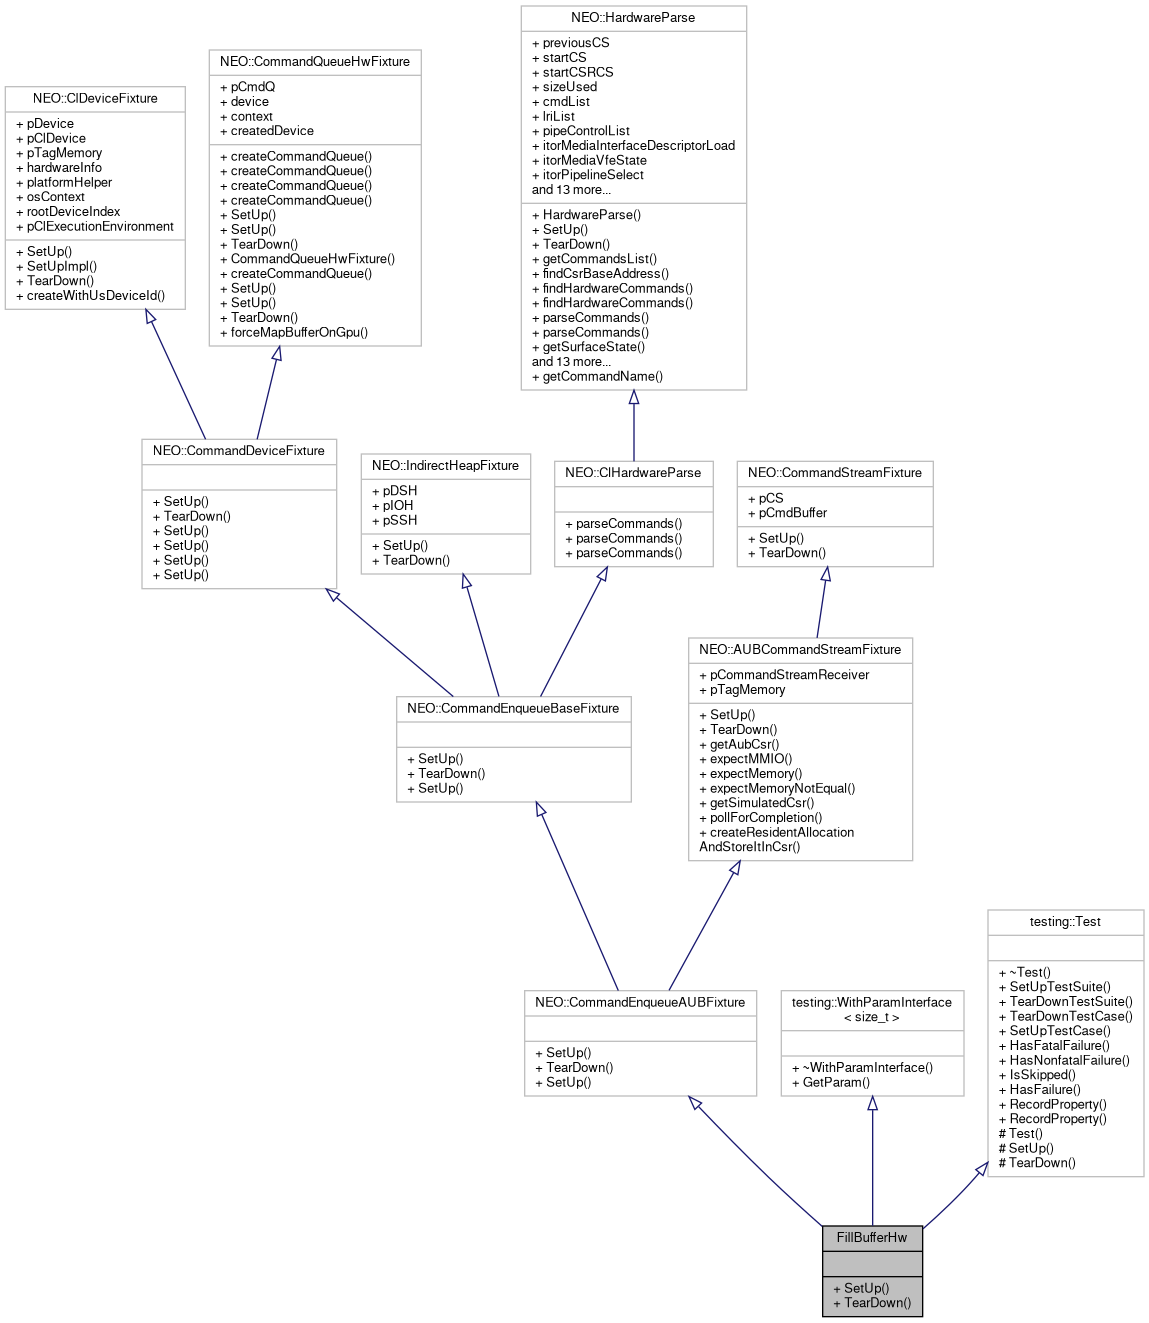 NEO::HardwareParse
+ previousCS
+ startCS
+ startCSRCS
+ sizeUsed
+ cmdList
+ lriList
+ pipeControlList
+ itorMediaInterfaceDescriptorLoad
+ itorMediaVfeState
+ itorPipelineSelect
and 13 more...
+ HardwareParse()
+ SetUp()
+ TearDown()
+ getCommandsList()
+ findCsrBaseAddress()
+ findHardwareCommands()
+ findHardwareCommands()
+ parseCommands()
+ parseCommands()
+ getSurfaceState()
and 13 more...
+ getCommandName()
NEO::CommandQueueHwFixture
+ pCmdQ
+ device
+ context
+ createdDevice
+ createCommandQueue()
+ createCommandQueue()
+ createCommandQueue()
+ createCommandQueue()
+ SetUp()
+ SetUp()
+ TearDown()
+ CommandQueueHwFixture()
+ createCommandQueue()
+ SetUp()
+ SetUp()
+ TearDown()
+ forceMapBufferOnGpu()
NEO::ClDeviceFixture
+ pDevice
+ pClDevice
+ pTagMemory
+ hardwareInfo
+ platformHelper
+ osContext
+ rootDeviceIndex
+ pClExecutionEnvironment
+ SetUp()
+ SetUpImpl()
+ TearDown()
+ createWithUsDeviceId()
NEO::CommandDeviceFixture
+ SetUp()
+ TearDown()
+ SetUp()
+ SetUp()
+ SetUp()
+ SetUp()
NEO::IndirectHeapFixture
+ pDSH
+ pIOH
+ pSSH
+ SetUp()
+ TearDown()
NEO::ClHardwareParse
+ parseCommands()
+ parseCommands()
+ parseCommands()
NEO::CommandStreamFixture
+ pCS
+ pCmdBuffer
+ SetUp()
+ TearDown()
NEO::AUBCommandStreamFixture
+ pCommandStreamReceiver
+ pTagMemory
+ SetUp()
+ TearDown()
+ getAubCsr()
+ expectMMIO()
+ expectMemory()
+ expectMemoryNotEqual()
+ getSimulatedCsr()
+ pollForCompletion()
+ createResidentAllocation
AndStoreItInCsr()
NEO::CommandEnqueueBaseFixture
+ SetUp()
+ TearDown()
+ SetUp()
testing::Test
+ ~Test()
+ SetUpTestSuite()
+ TearDownTestSuite()
+ TearDownTestCase()
+ SetUpTestCase()
+ HasFatalFailure()
+ HasNonfatalFailure()
+ IsSkipped()
+ HasFailure()
+ RecordProperty()
+ RecordProperty()
# Test()
# SetUp()
# TearDown()
NEO::CommandEnqueueAUBFixture
+ SetUp()
+ TearDown()
+ SetUp()
testing::WithParamInterface
< size_t >
+ ~WithParamInterface()
+ GetParam()
FillBufferHw
+ SetUp()
+ TearDown()